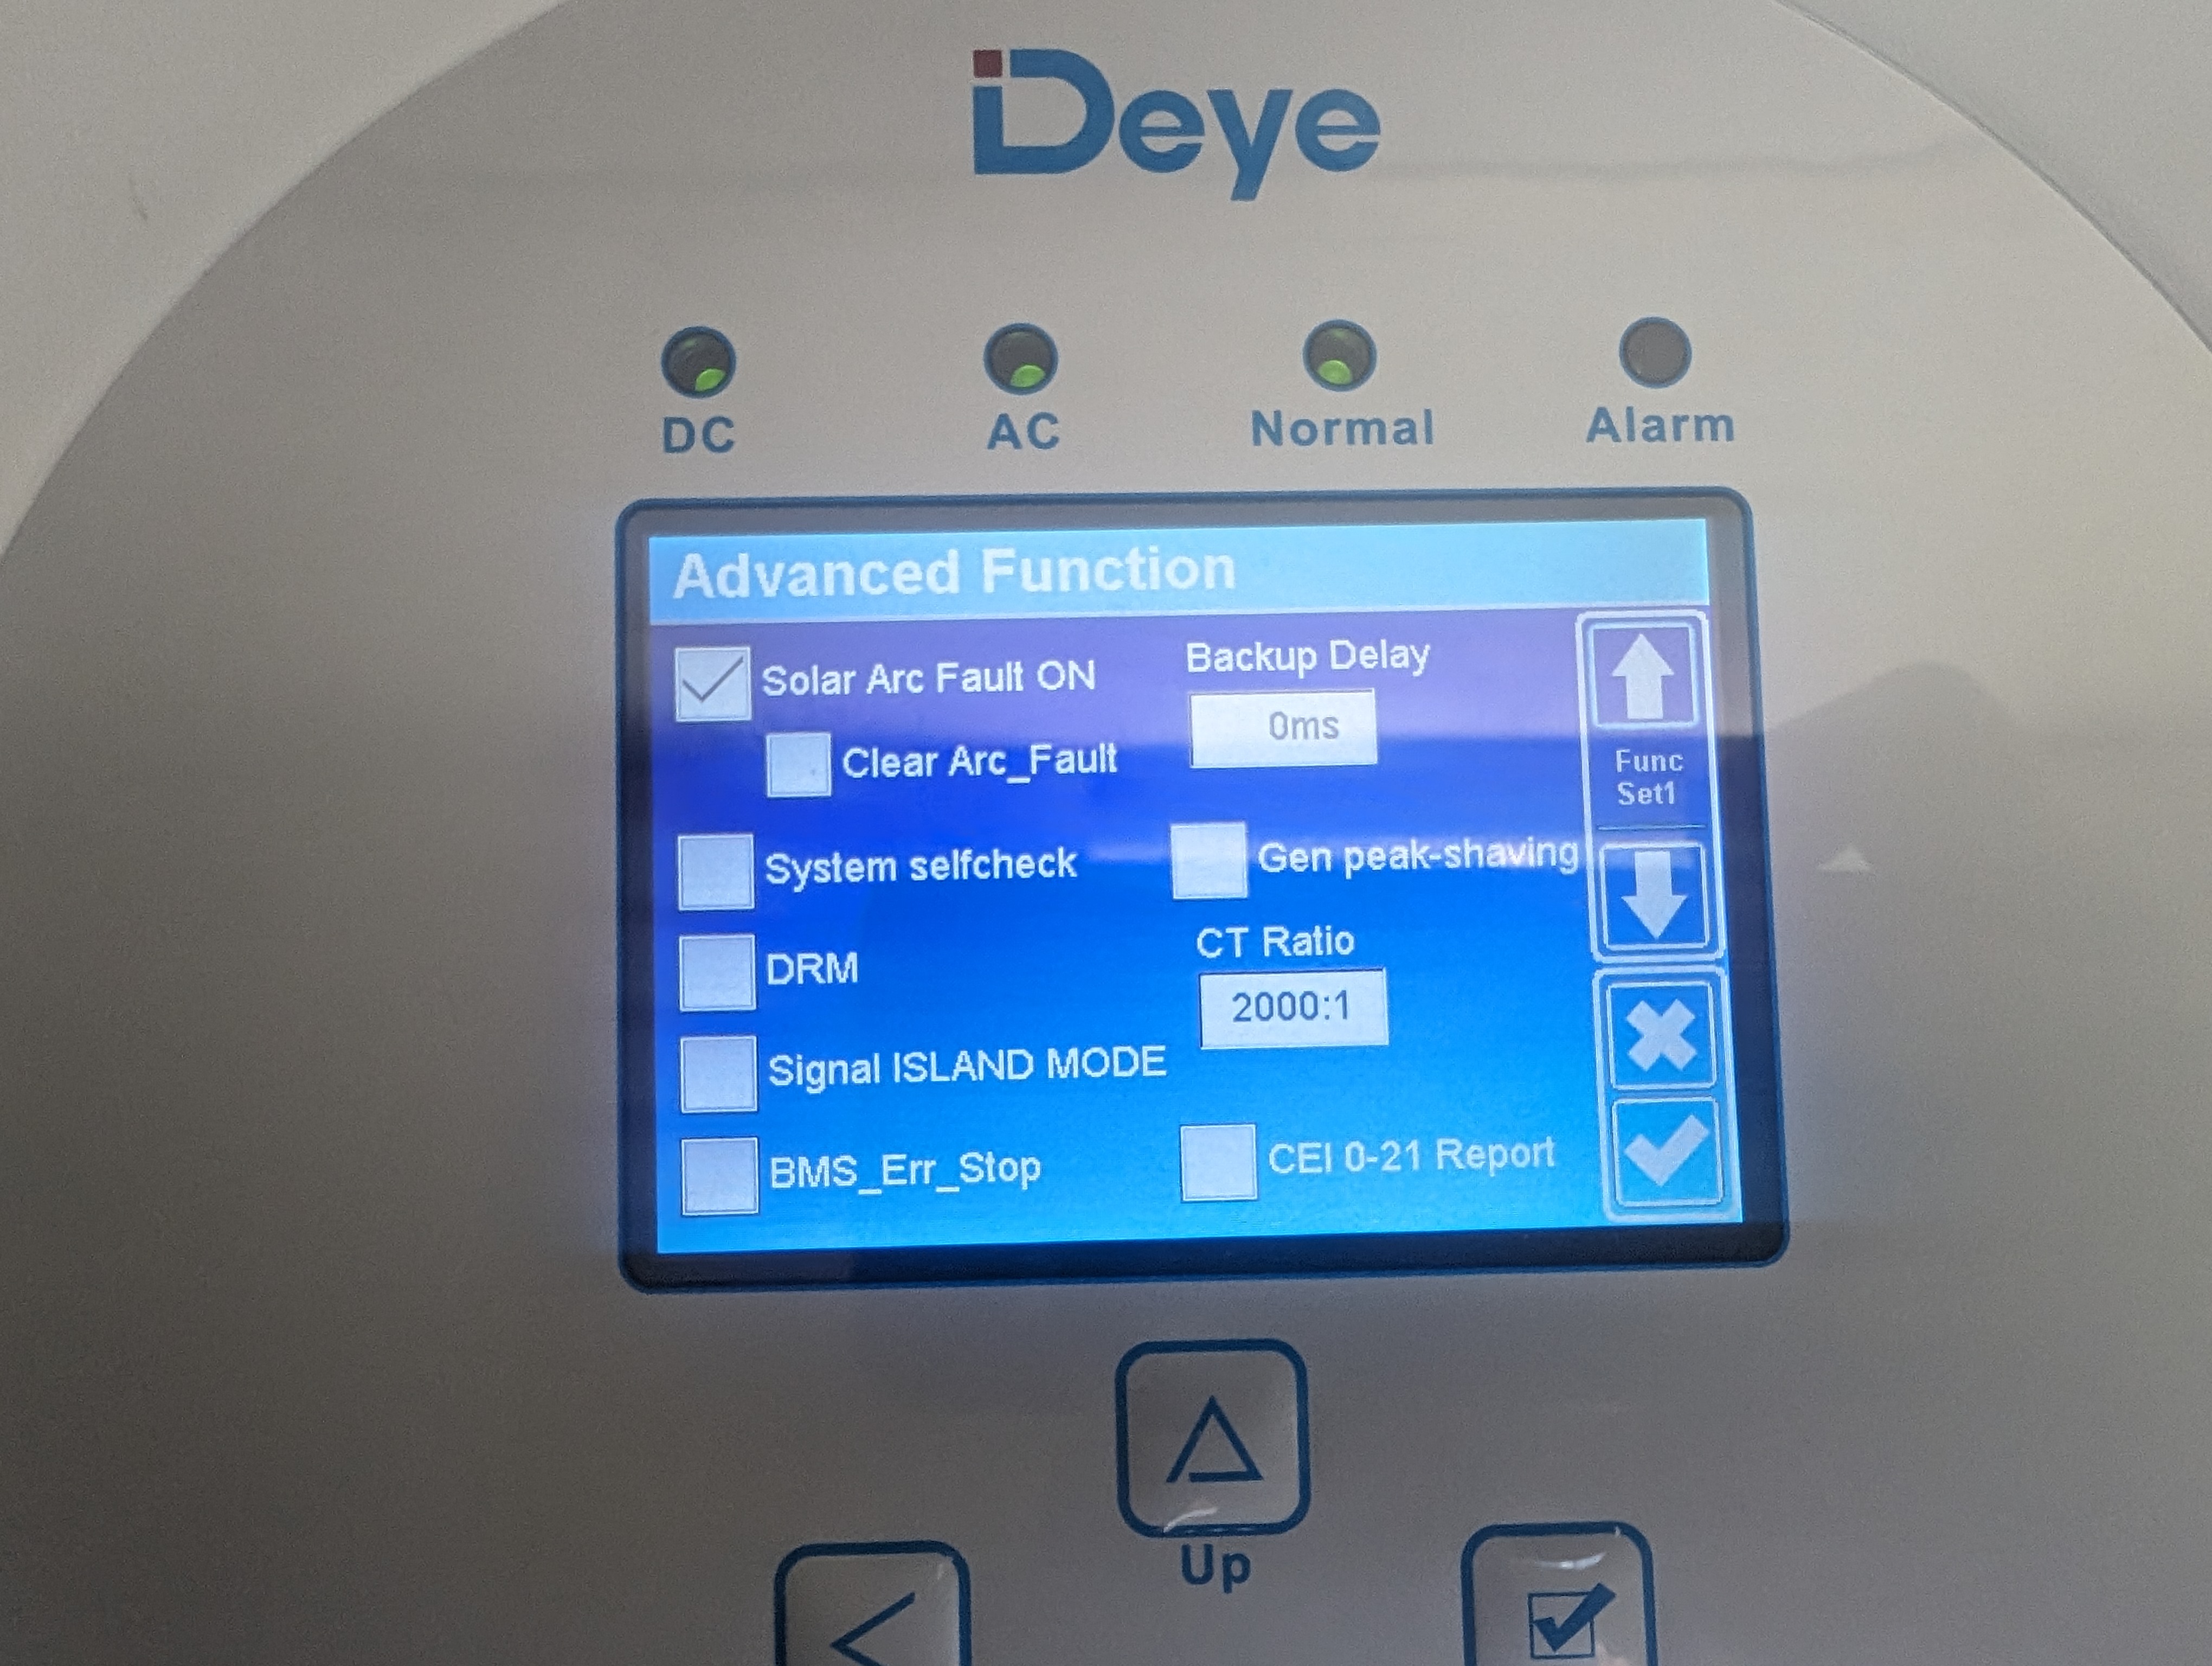 Deye
DC
AC
Normal
Alarm
Advanced Function
Solar Arc Fault ON
Clear Arc_Fault
System selfcheck
DRM
Signal ISLAND MODE
BMS_Err_Stop
Backup Delay
0ms
Gen peak-shaving
CT Ratio
2000:1
CEI 0-21 Report
Func
Set1
Up